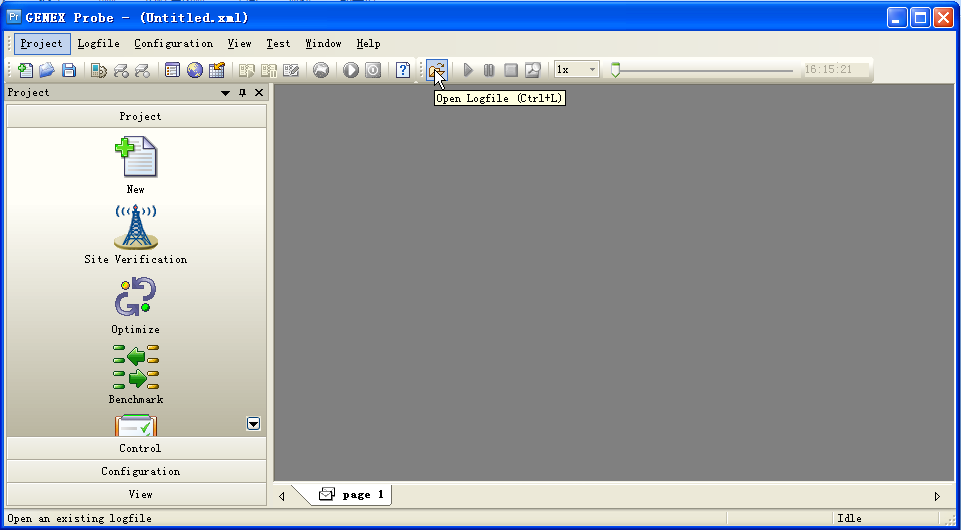 Pr GENEX Probe - (Untitled.xml)
Project Logfile Configuration View Test Window Help
1x 16:15:21
Project
Open Logfile (Ctrl+L)
Project
New
Site Verification
Optimize
Benchmark
Control
Configuration
View
page 1
Open an existing logfile Idle